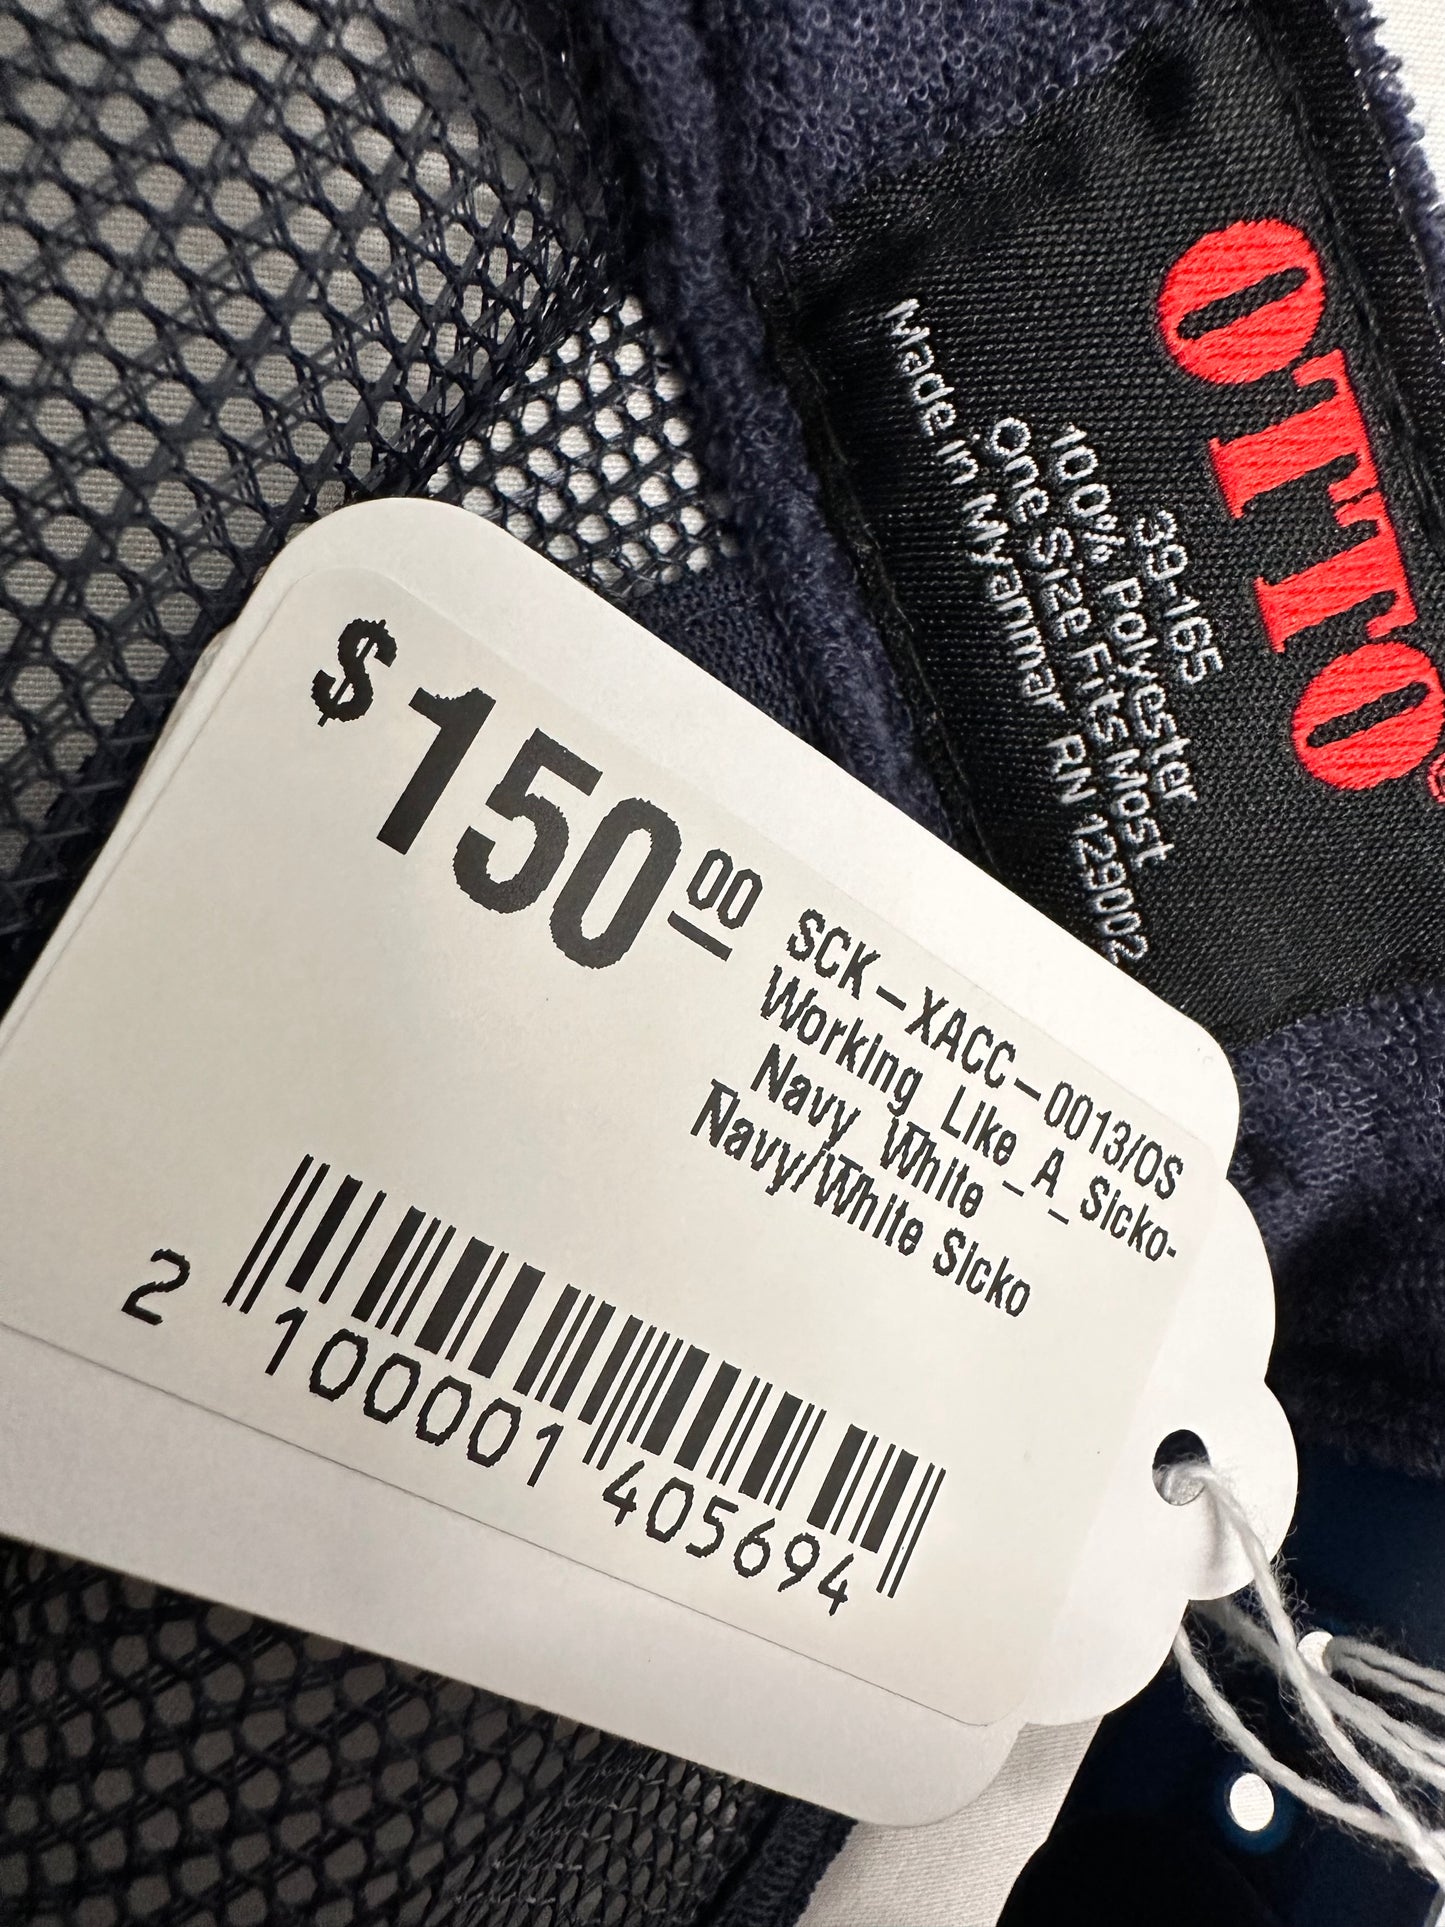 OTTO
39-165
100% Polyester
One Size Fits Most
Made in Myanmar RN 129002
$150.00
SCK-XACC-0013/OS
Working_Like_A_Sicko-
Navy_White_
Navy/White Sicko
2 100001 405694